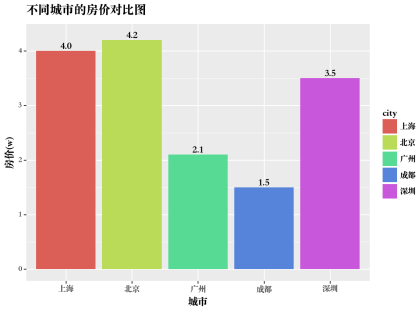 不同城市的房价对比图
房价(w)
4
3
2
1
0
4.0
4.2
2.1
1.5
3.5
上海
北京
广州
成都
深圳
城市
city
上海
北京
广州
成都
深圳